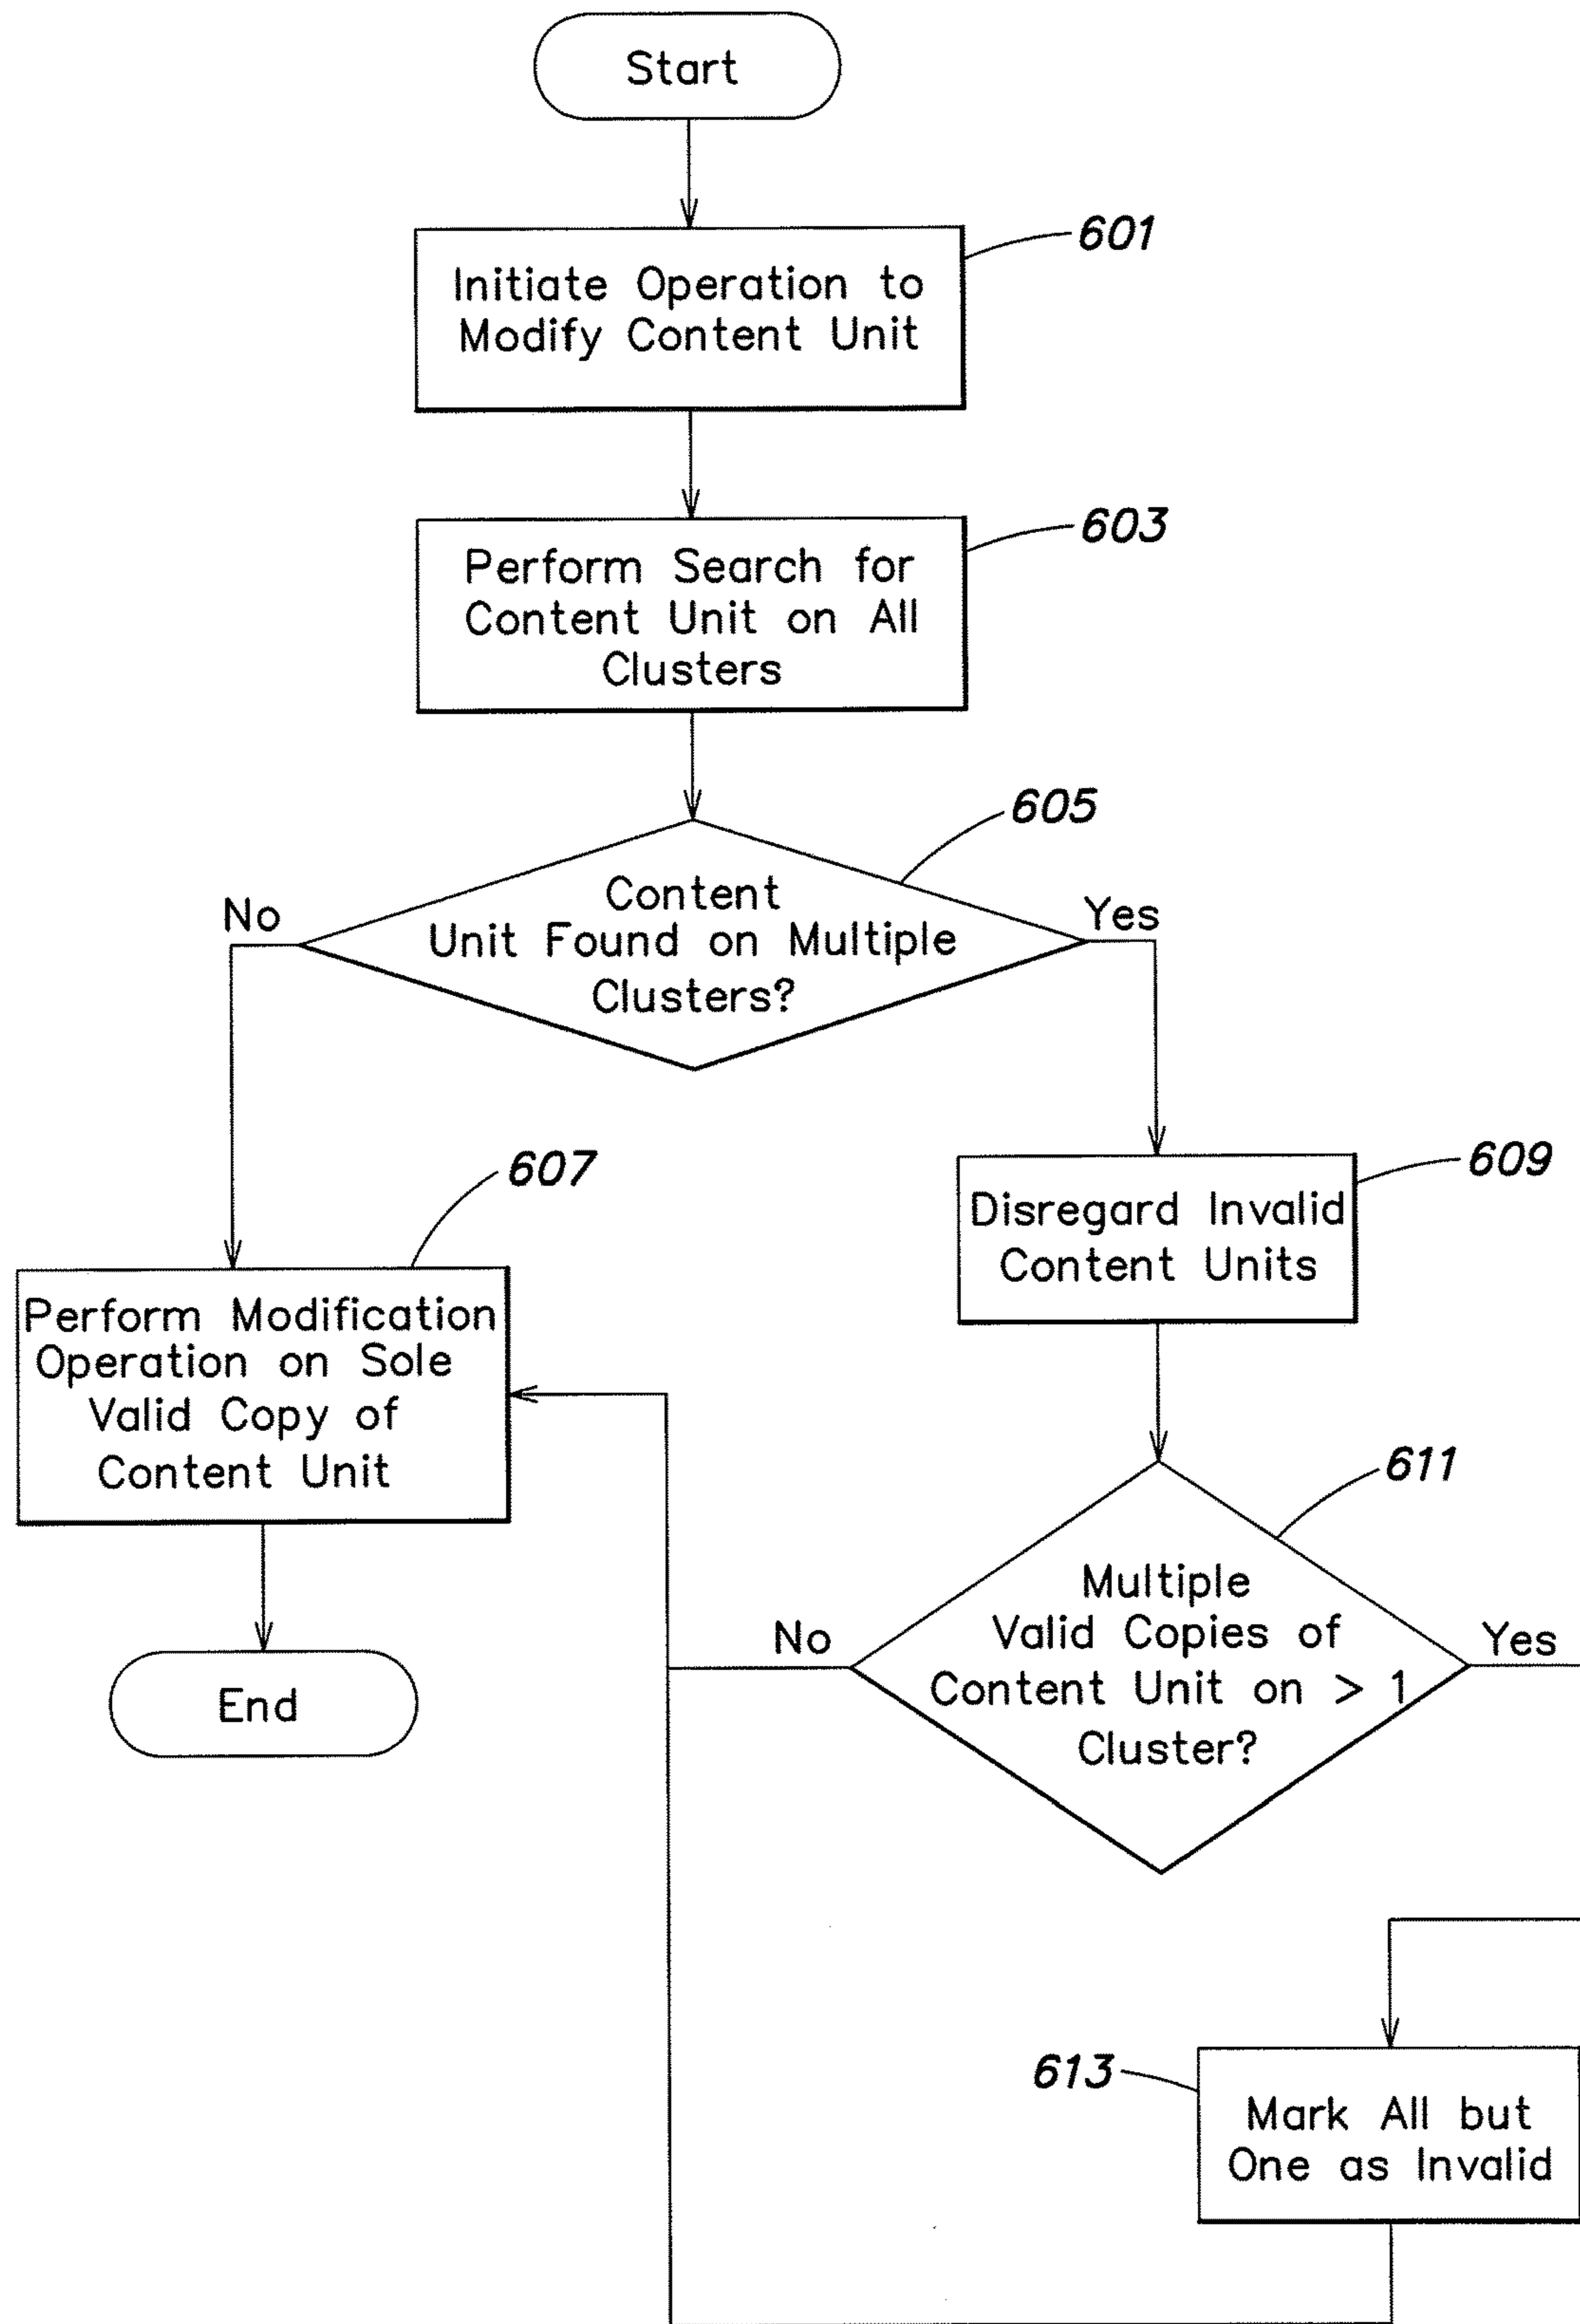 Start
601
Initiate Operation to
Modify Content Unit
603
Perform Search for
Content Unit on All
Clusters
605
Content
Unit Found on Multiple
Clusters?
No
Yes
607
Perform Modification
Operation on Sole
Valid Copy of
Content Unit
609
Disregard Invalid
Content Units
611
Multiple
Valid Copies of
Content Unit on > 1
Cluster?
No
Yes
End
613
Mark All but
One as Invalid